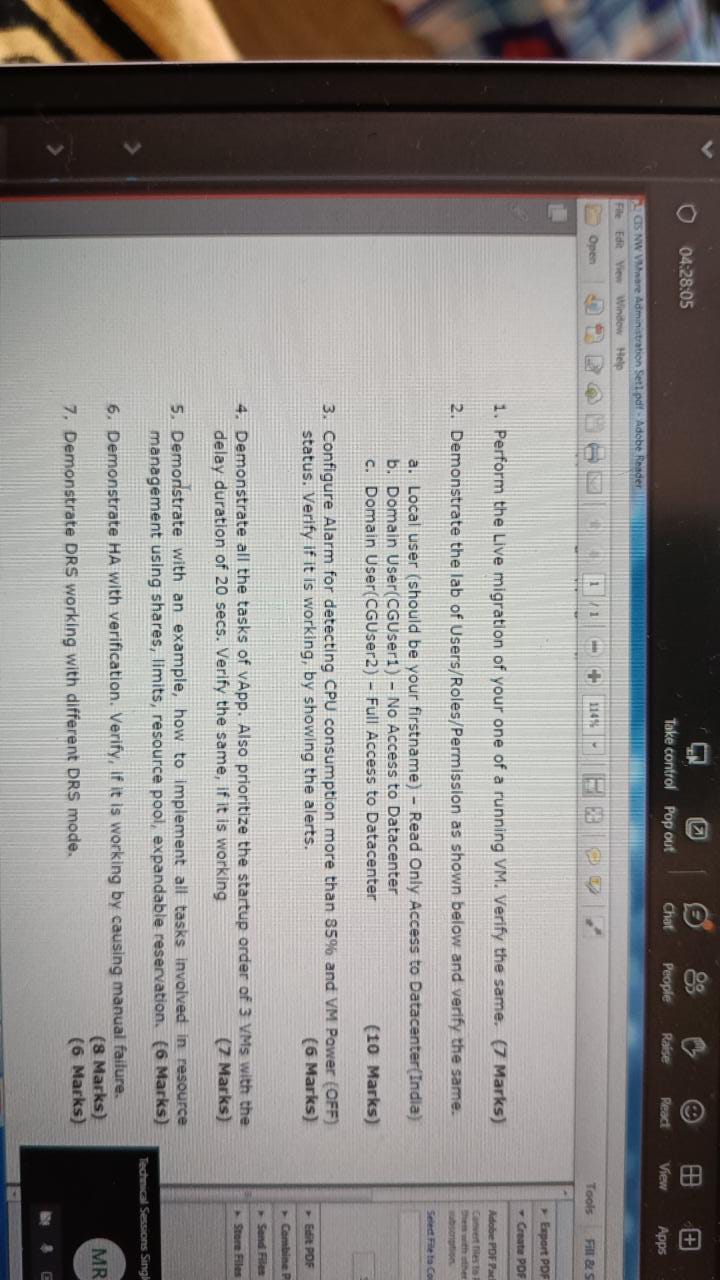 04:28:05
Take control
Pop out
Chat
People
Raise
React
View
Apps
CIS NW VMware Administration Set1.pdf - Adobe Reader
File Edit View Window Help
Open
1 / 1
114%
Tools
Fill & S
1. Perform the Live migration of your one of a running VM. Verify the same. (7 Marks)
2. Demonstrate the lab of Users/Roles/Permission as shown below and verify the same.
a. Local user (should be your firstname) – Read Only Access to Datacenter(India)
b. Domain User(CGUser1) – No Access to Datacenter
c. Domain User(CGUser2) – Full Access to Datacenter
(10 Marks)
3. Configure Alarm for detecting CPU consumption more than 85% and VM Power (OFF)
status. Verify if it is working, by showing the alerts. (6 Marks)
4. Demonstrate all the tasks of vApp. Also prioritize the startup order of 3 VMs with the
delay duration of 20 secs. Verify the same, if it is working (7 Marks)
5. Demonstrate with an example, how to implement all tasks involved in resource
management using shares, limits, resource pool, expandable reservation. (6 Marks)
6. Demonstrate HA with verification. Verify, if it is working by causing manual failure.
(8 Marks)
7. Demonstrate DRS working with different DRS mode. (6 Marks)
Export PDF
Create PDF
Adobe PDF Pa
Convert files to
them with other
subscription.
Select File to Co
Edit PDF
Combine P
Send Files
Store Files
Technical Sessions Singl
MR